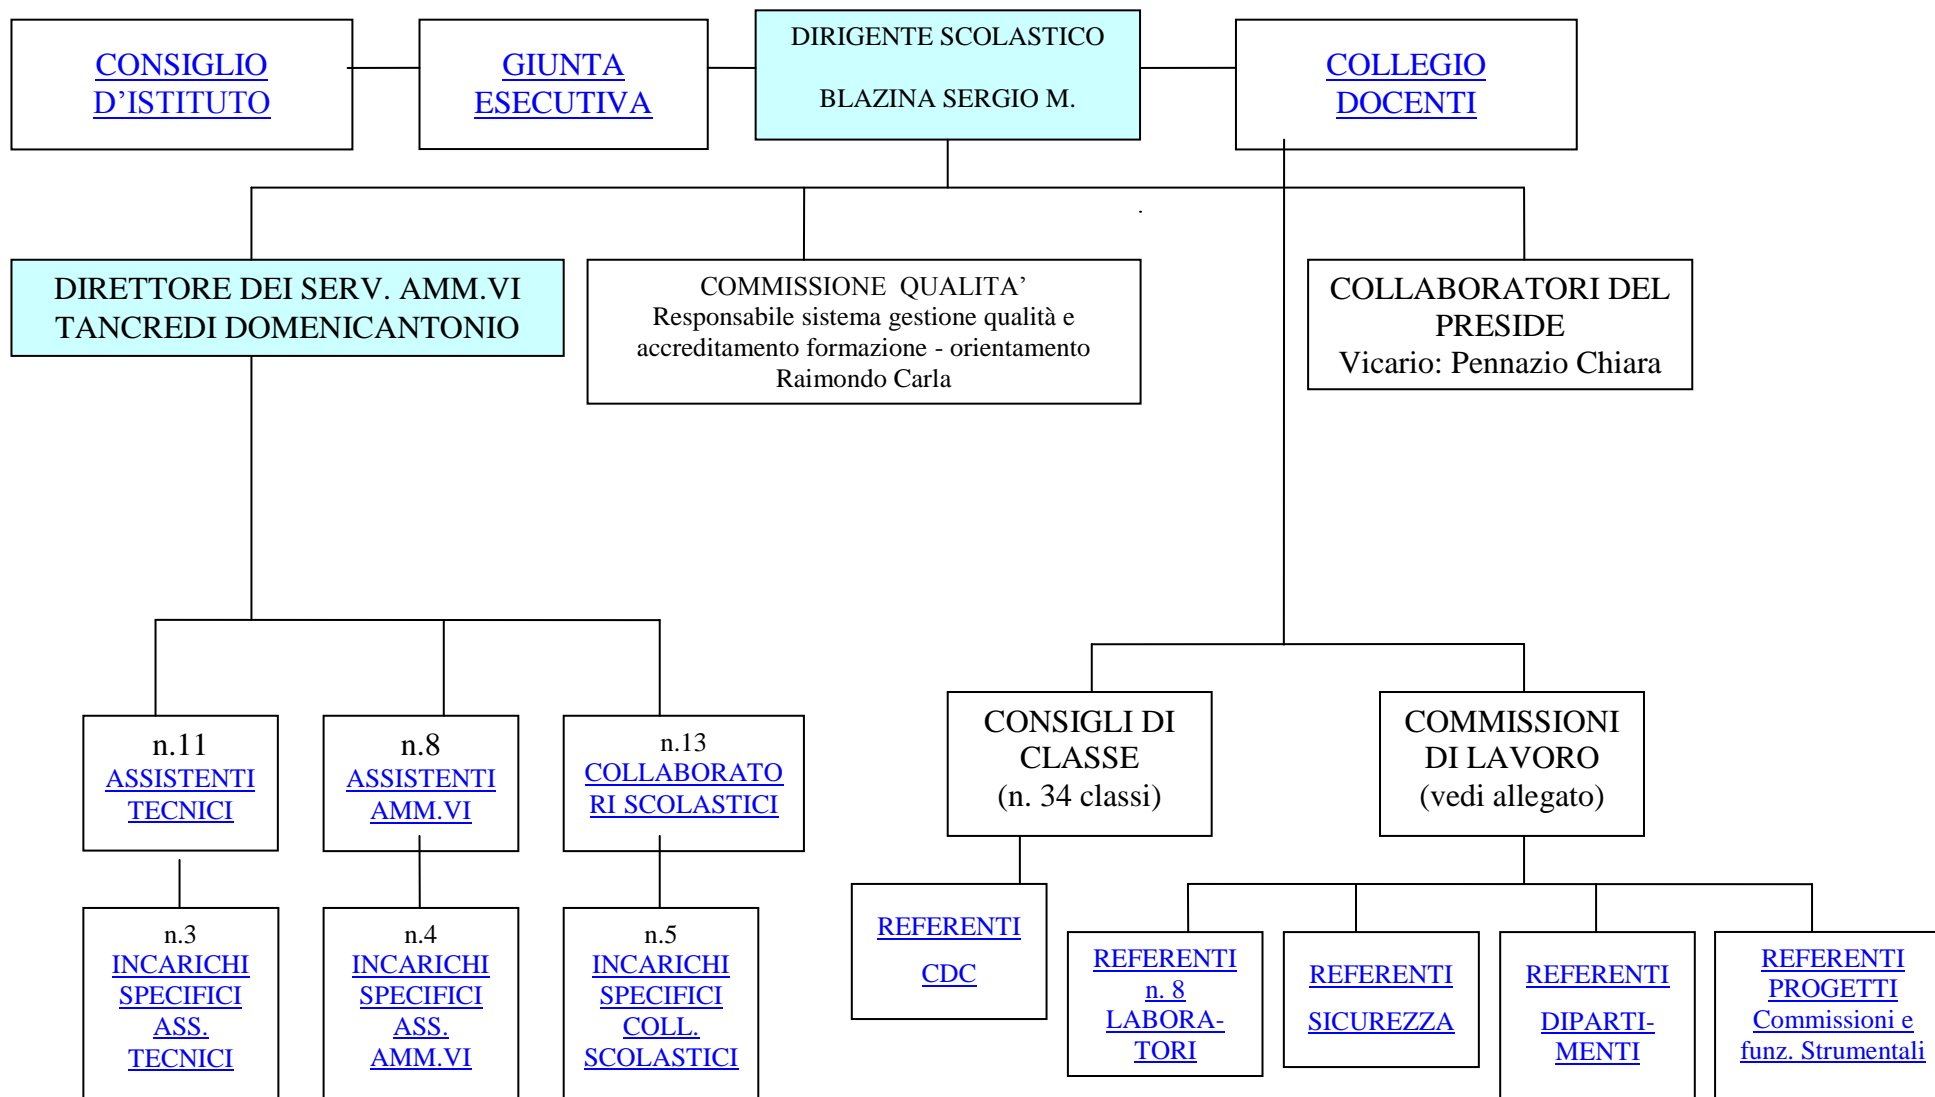 CONSIGLIO
D'ISTITUTO
GIUNTA
ESECUTIVA
DIRIGENTE SCOLASTICO
BLAZINA SERGIO M.
COLLEGIO
DOCENTI
DIRETTORE DEI SERV. AMM.VI
TANCREDI DOMENICANTONIO
COMMISSIONE QUALITA'
Responsabile sistema gestione qualità e
accreditamento formazione - orientamento
Raimondo Carla
COLLABORATORI DEL
PRESIDE
Vicario: Pennazio Chiara
n.11
ASSISTENTI
TECNICI
n.8
ASSISTENTI
AMM.VI
n.13
COLLABORATO
RI SCOLASTICI
CONSIGLI DI
CLASSE
(n. 34 classi)
COMMISSIONI
DI LAVORO
(vedi allegato)
n.3
INCARICHI
SPECIFICI
ASS.
TECNICI
n.4
INCARICHI
SPECIFICI
ASS.
AMM.VI
n.5
INCARICHI
SPECIFICI
COLL.
SCOLASTICI
REFERENTI
CDC
REFERENTI
n. 8
LABORA-
TORI
REFERENTI
SICUREZZA
REFERENTI
DIPARTI-
MENTI
REFERENTI
PROGETTI
Commissioni e
funz. Strumentali